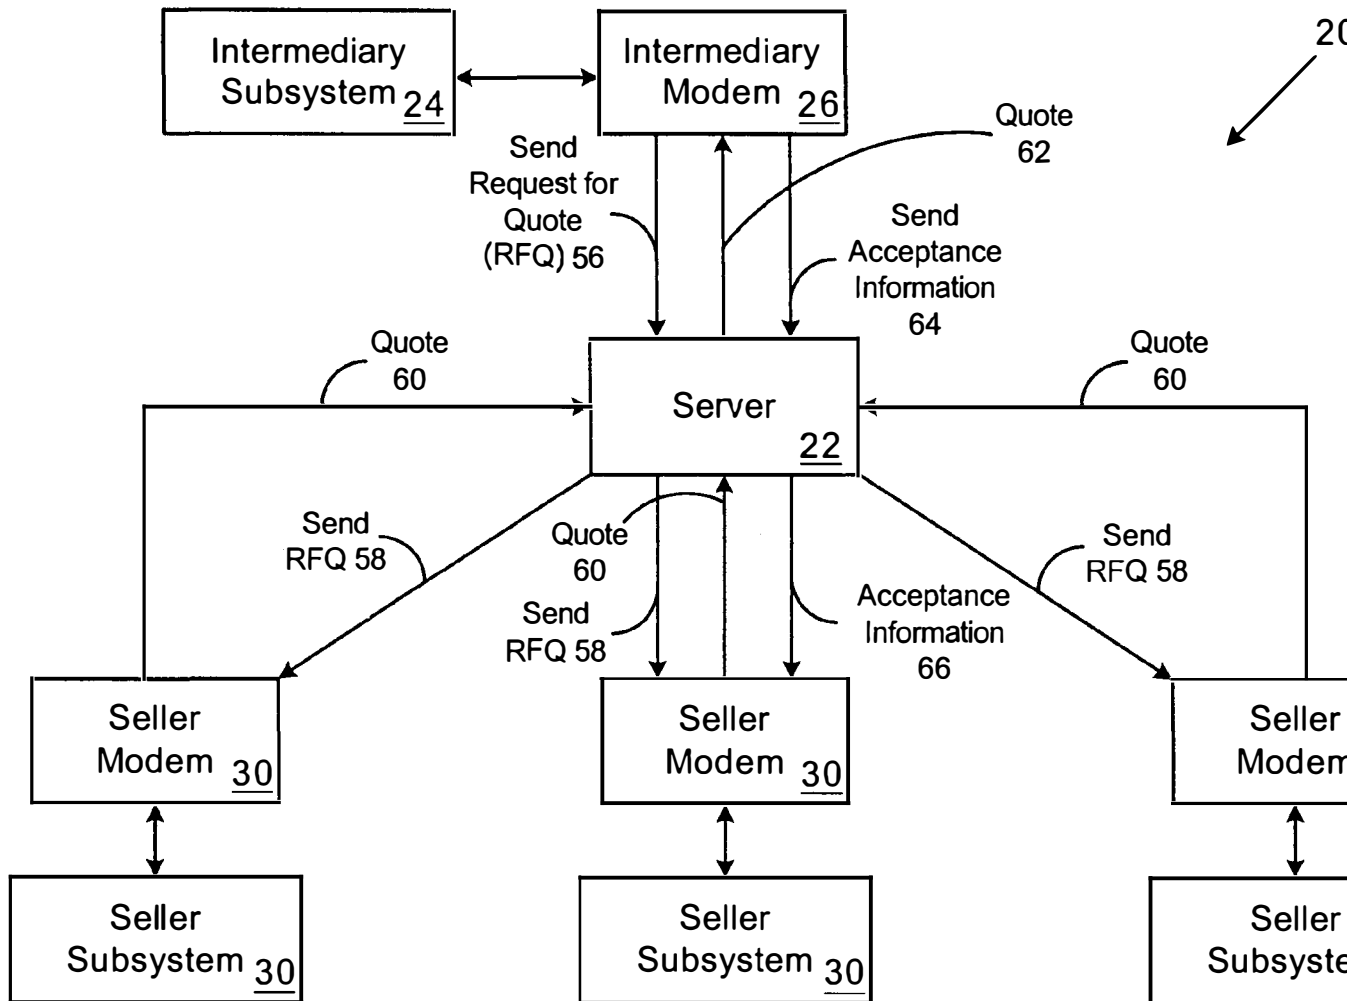 Intermediary
Subsystem 24
Intermediary
Modem 26
20
Quote
62
Send
Request for
Quote
(RFQ) 56
Send
Acceptance
Information
64
Quote
60
Server
22
Quote
60
Send
RFQ 58
Quote
60
Send
RFQ 58
Acceptance
Information
66
Send
RFQ 58
Seller
Modem 30
Seller
Modem 30
Seller
Modem
Seller
Subsystem 30
Seller
Subsystem 30
Seller
Subsyste